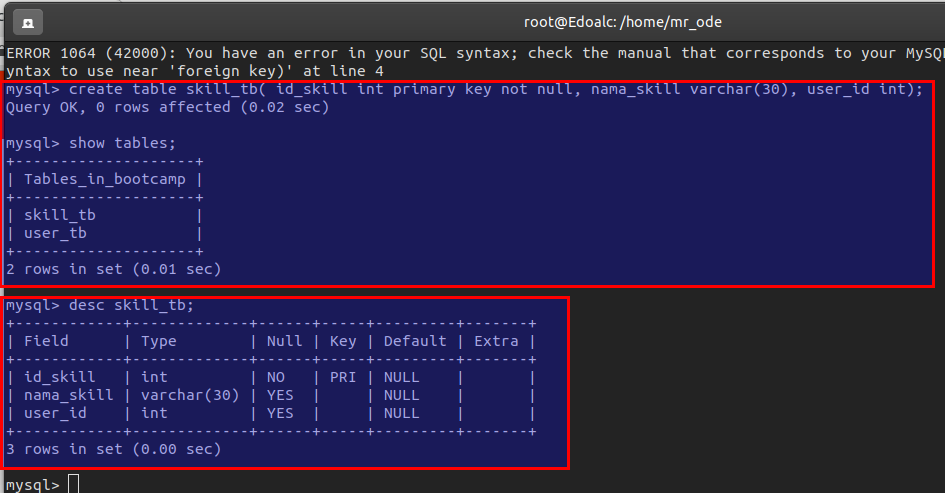 root@Edoalc: /home/mr_ode
ERROR 1064 (42000): You have an error in your SQL syntax; check the manual that corresponds to your MySQL
yntax to use near 'foreign key)' at line 4
mysql> create table skill_tb( id_skill int primary key not null, nama_skill varchar(30), user_id int);
Query OK, 0 rows affected (0.02 sec)
mysql> show tables;
+--------------------+
| Tables_in_bootcamp |
+--------------------+
| skill_tb           |
| user_tb            |
+--------------------+
2 rows in set (0.01 sec)
mysql> desc skill_tb;
+------------+-------------+------+-----+---------+-------+
| Field      | Type        | Null | Key | Default | Extra |
+------------+-------------+------+-----+---------+-------+
| id_skill   | int         | NO   | PRI | NULL    |       |
| nama_skill | varchar(30) | YES  |     | NULL    |       |
| user_id    | int         | YES  |     | NULL    |       |
+------------+-------------+------+-----+---------+-------+
3 rows in set (0.00 sec)
mysql>